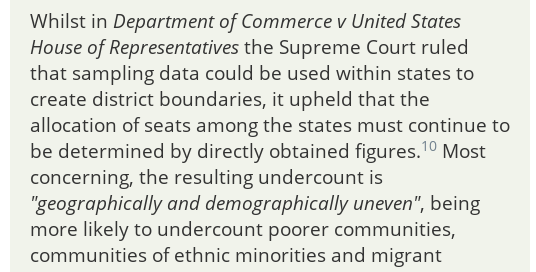 Whilst in Department of Commerce v United States
House of Representatives the Supreme Court ruled
that sampling data could be used within states to
create district boundaries, it upheld that the
allocation of seats among the states must continue to
be determined by directly obtained figures.10 Most
concerning, the resulting undercount is
"geographically and demographically uneven", being
more likely to undercount poorer communities,
communities of ethnic minorities and migrant